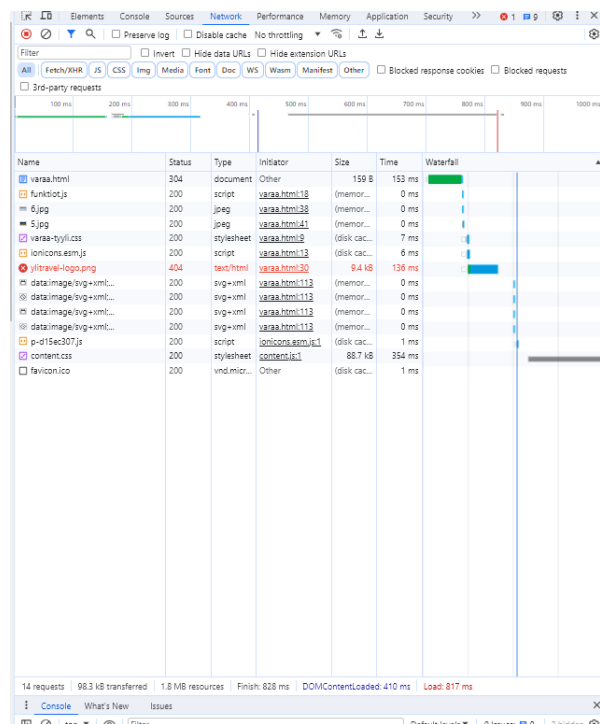 Elements Console Sources Network Performance Memory Application Security 1 9
Preserve log Disable cache No throttling
Filter Invert Hide data URLs Hide extension URLs
All Fetch/XHR JS CSS Img Media Font Doc WS Wasm Manifest Other Blocked response cookies Blocked requests
3rd-party requests
100 ms 200 ms 300 ms 400 ms 500 ms 600 ms 700 ms 800 ms 900 ms 1000 ms
Name Status Type Initiator Size Time Waterfall
varaa.html 304 document Other 159 B 153 ms
funktiot.js 200 script varaa.html:18 (memor... 0 ms
6.jpg 200 jpeg varaa.html:38 (memor... 0 ms
5.jpg 200 jpeg varaa.html:41 (memor... 0 ms
varaa-tyyli.css 200 stylesheet varaa.html:9 (disk cac... 7 ms
ionicons.esm.js 200 script varaa.html:13 (disk cac... 6 ms
ylitravel-logo.png 404 text/html varaa.html:30 9.4 kB 136 ms
data:image/svg+xml;... 200 svg+xml varaa.html:113 (memor... 0 ms
data:image/svg+xml;... 200 svg+xml varaa.html:113 (memor... 0 ms
data:image/svg+xml;... 200 svg+xml varaa.html:113 (memor... 0 ms
data:image/svg+xml;... 200 svg+xml varaa.html:113 (memor... 0 ms
p-d15ec307.js 200 script ionicons.esm.js:1 (disk cac... 1 ms
content.css 200 stylesheet content.js:1 88.7 kB 354 ms
favicon.ico 200 vnd.micr... Other (disk cac... 1 ms
14 requests 98.3 kB transferred 1.8 MB resources Finish: 828 ms DOMContentLoaded: 410 ms Load: 817 ms
Console What's New Issues
top Filter Default levels